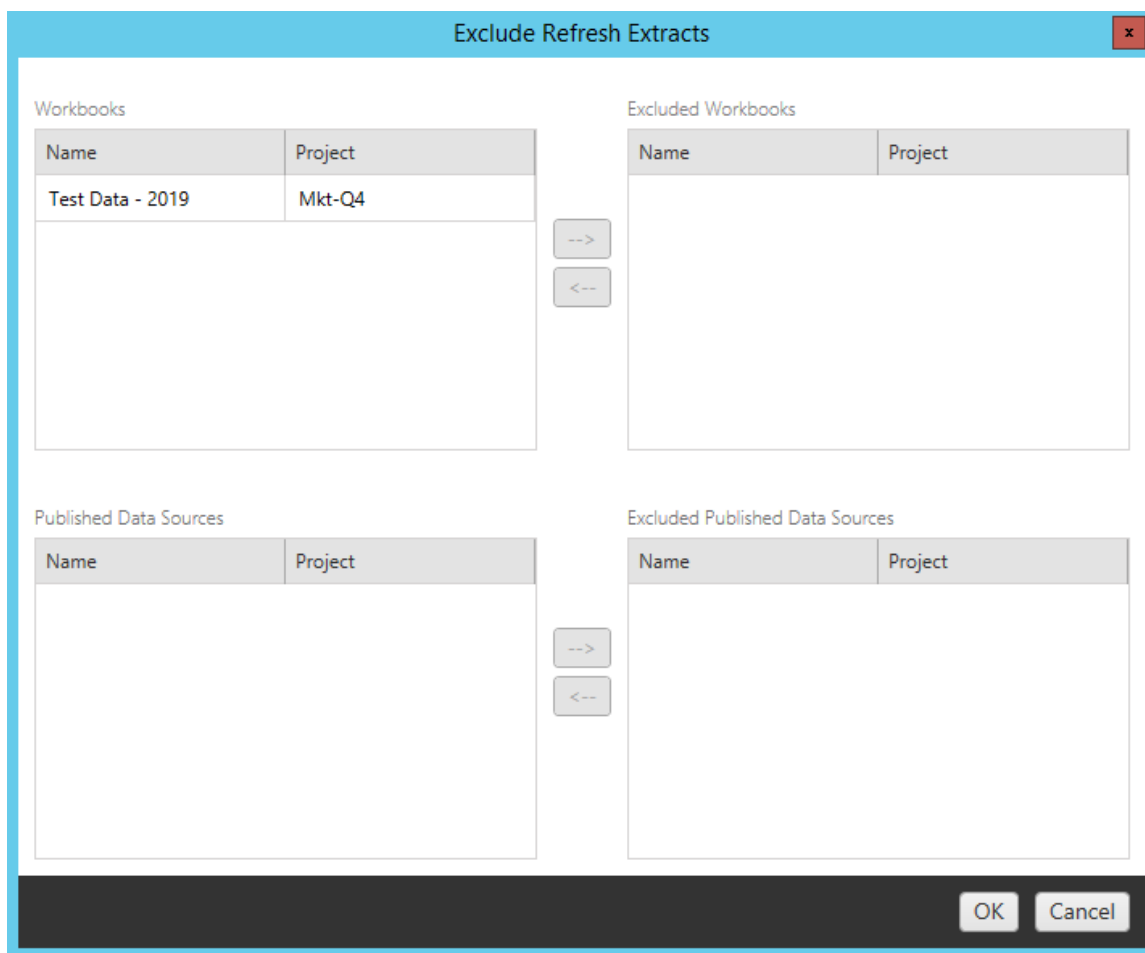 Exclude Refresh Extracts
x
Workbooks
Excluded Workbooks
Name Project
Name Project
Test Data - 2019 Mkt-Q4
-->
<--
Published Data Sources
Excluded Published Data Sources
Name Project
Name Project
-->
<--
OK Cancel